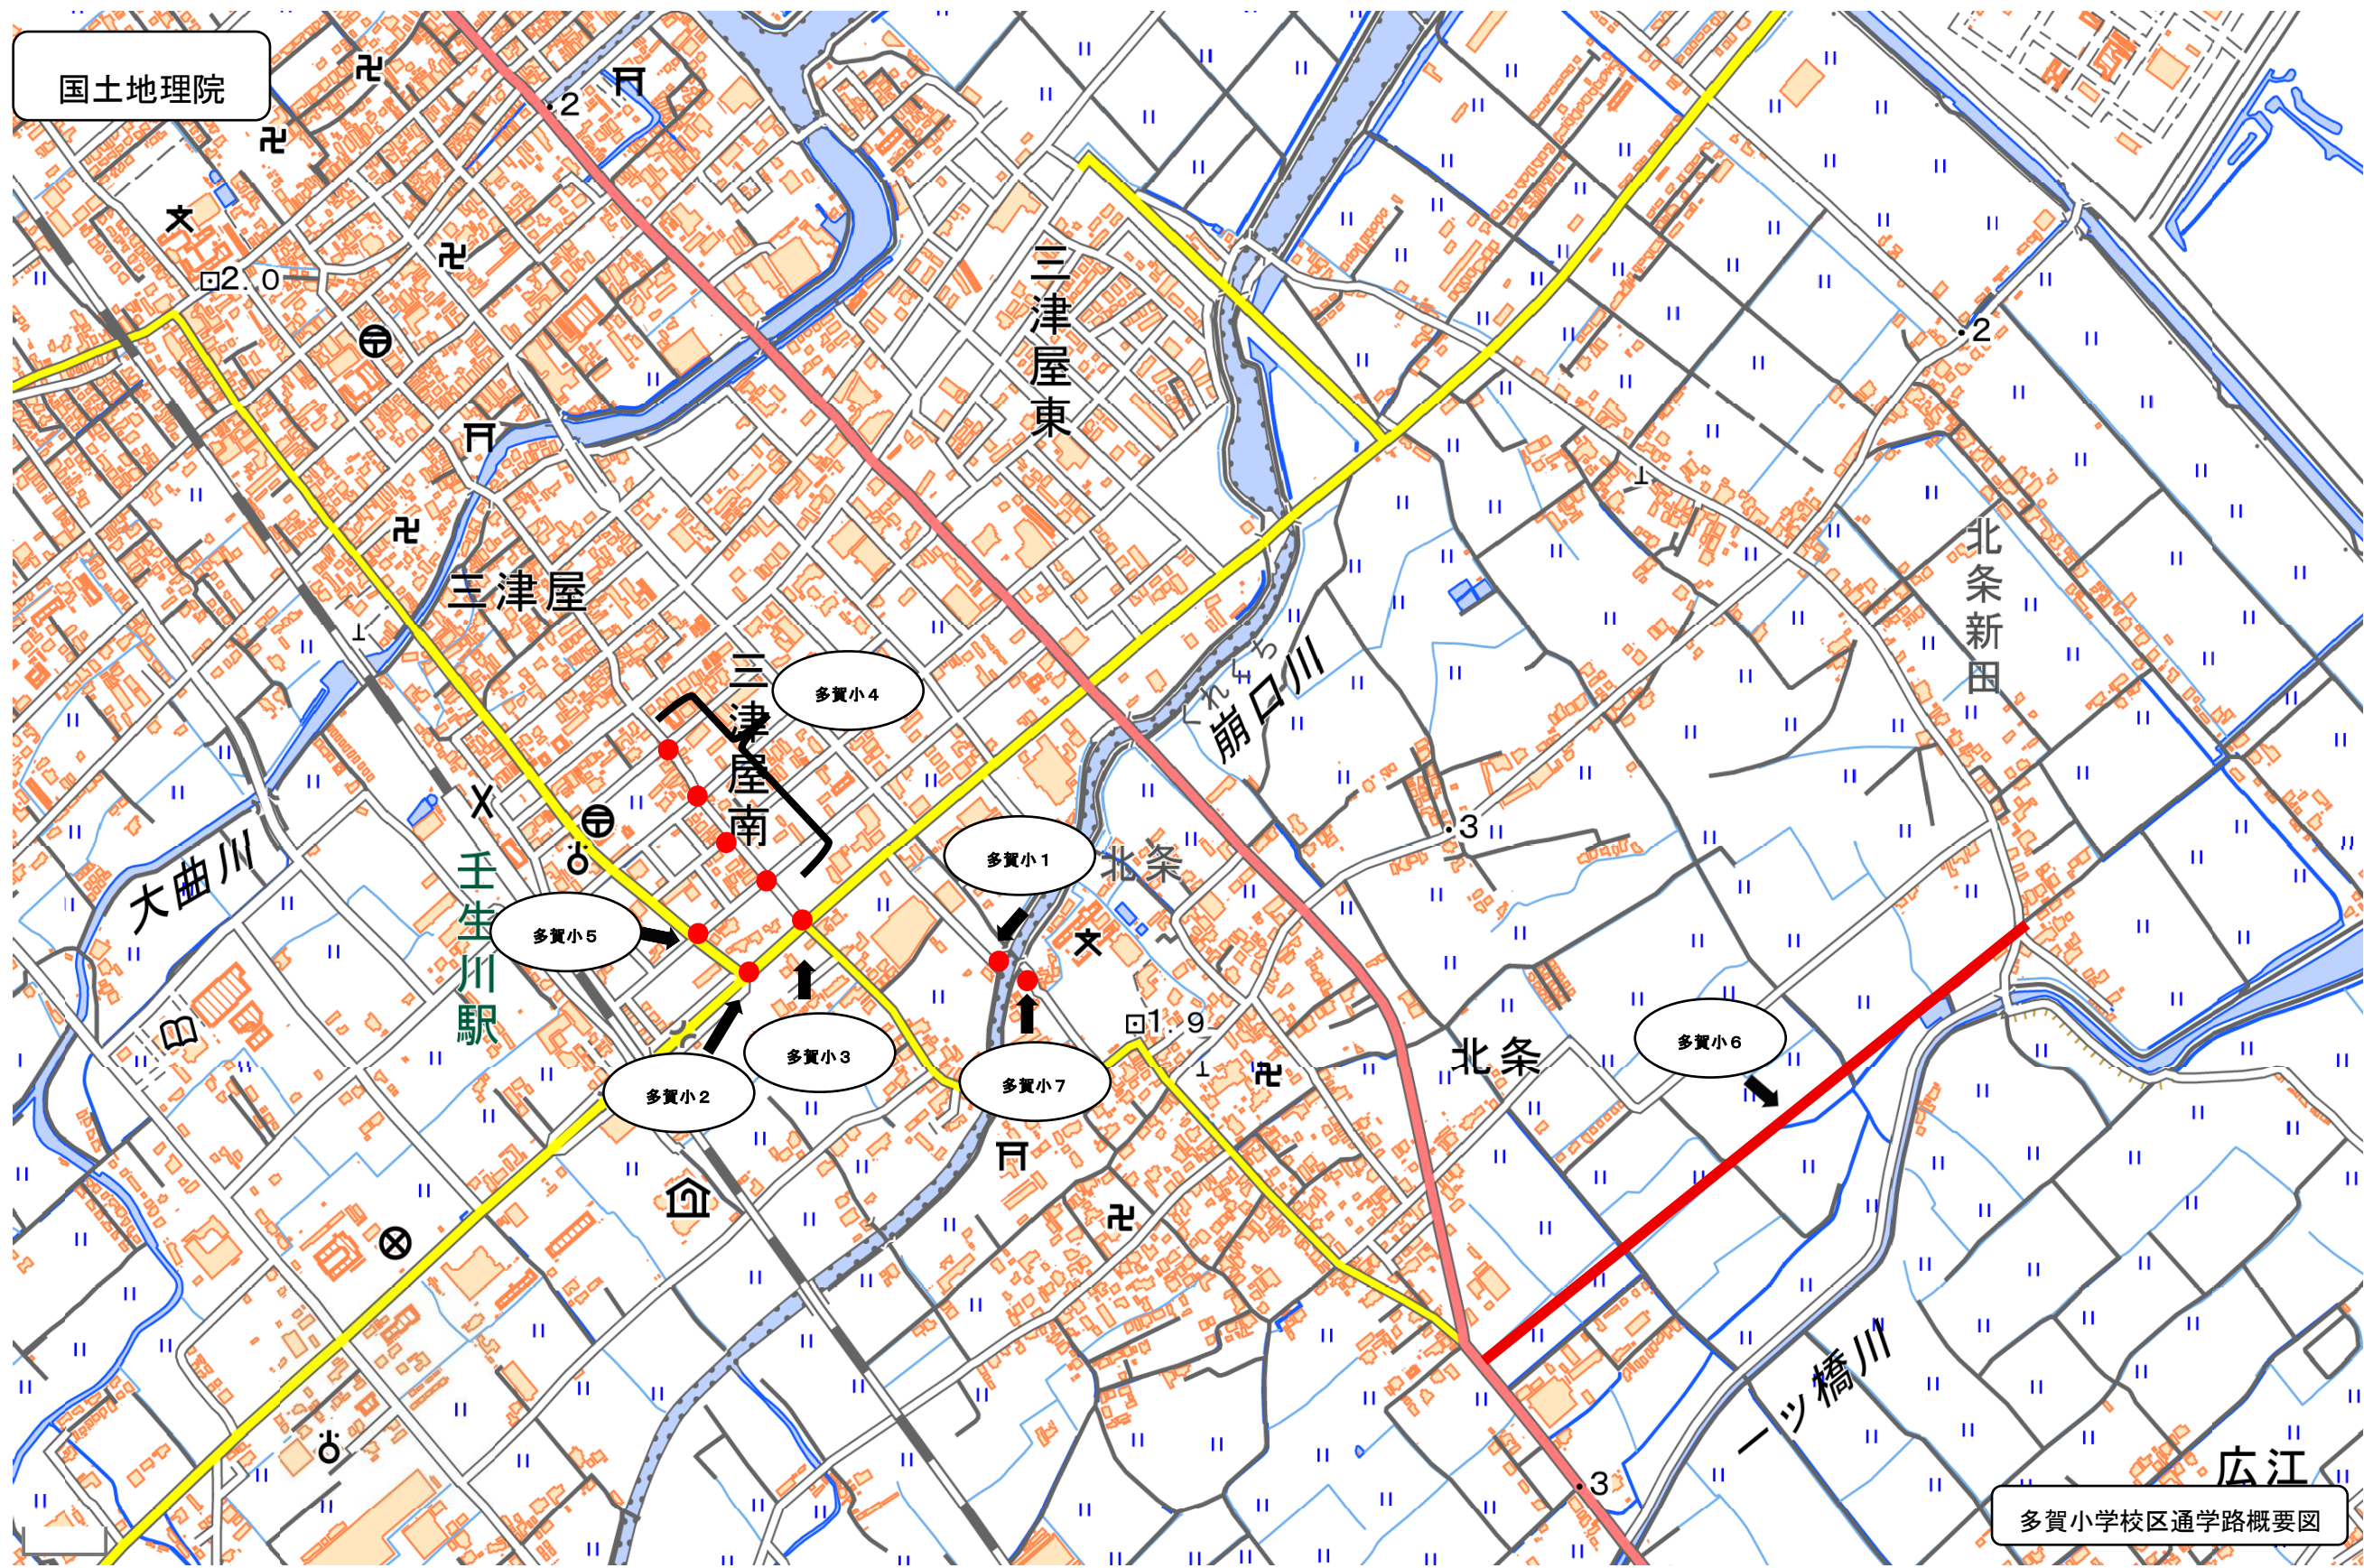 国土地理院
2
2.0
三津屋東
2
三津屋
北条新田
くれくち
崩口川
三津屋南
多賀小４
3
大曲川
壬生川駅
多賀小１
北条
多賀小５
1.9
多賀小３
多賀小２
多賀小７
北条
多賀小６
一ツ橋川
広江
3
多賀小学校区通学路概要図